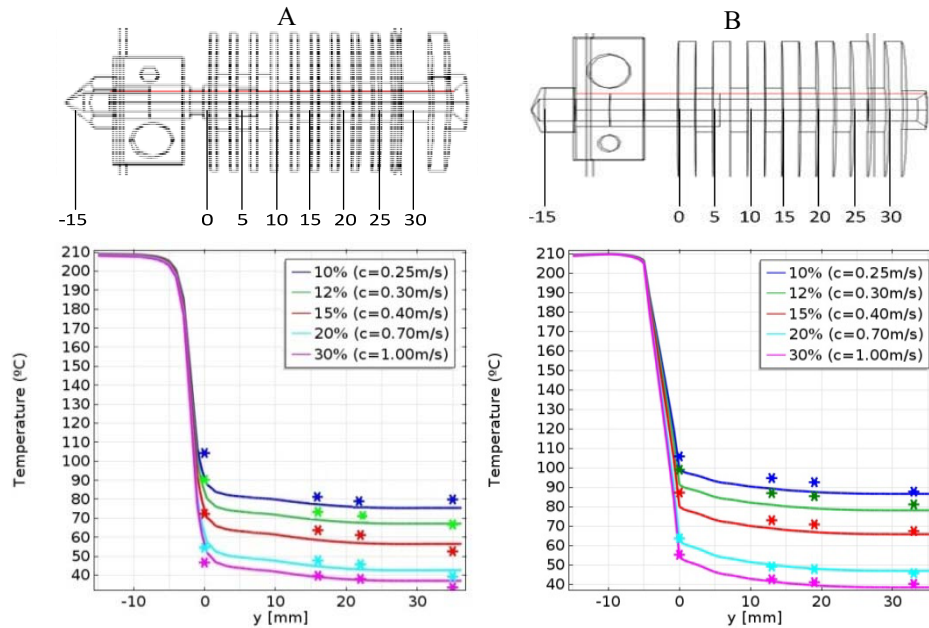 A
B
-15 0 5 10 15 20 25 30
-15 0 5 10 15 20 25 30
210
200
190
180
170
160
150
140
130
120
110
100
90
80
70
60
50
40
Temperature (ºC)
10% (c=0.25m/s)
12% (c=0.30m/s)
15% (c=0.40m/s)
20% (c=0.70m/s)
30% (c=1.00m/s)
-10 0 10 20 30
y [mm]
210
200
190
180
170
160
150
140
130
120
110
100
90
80
70
60
50
40
Temperature (ºC)
10% (c=0.25m/s)
12% (c=0.30m/s)
15% (c=0.40m/s)
20% (c=0.70m/s)
30% (c=1.00m/s)
-10 0 10 20 30
y [mm]